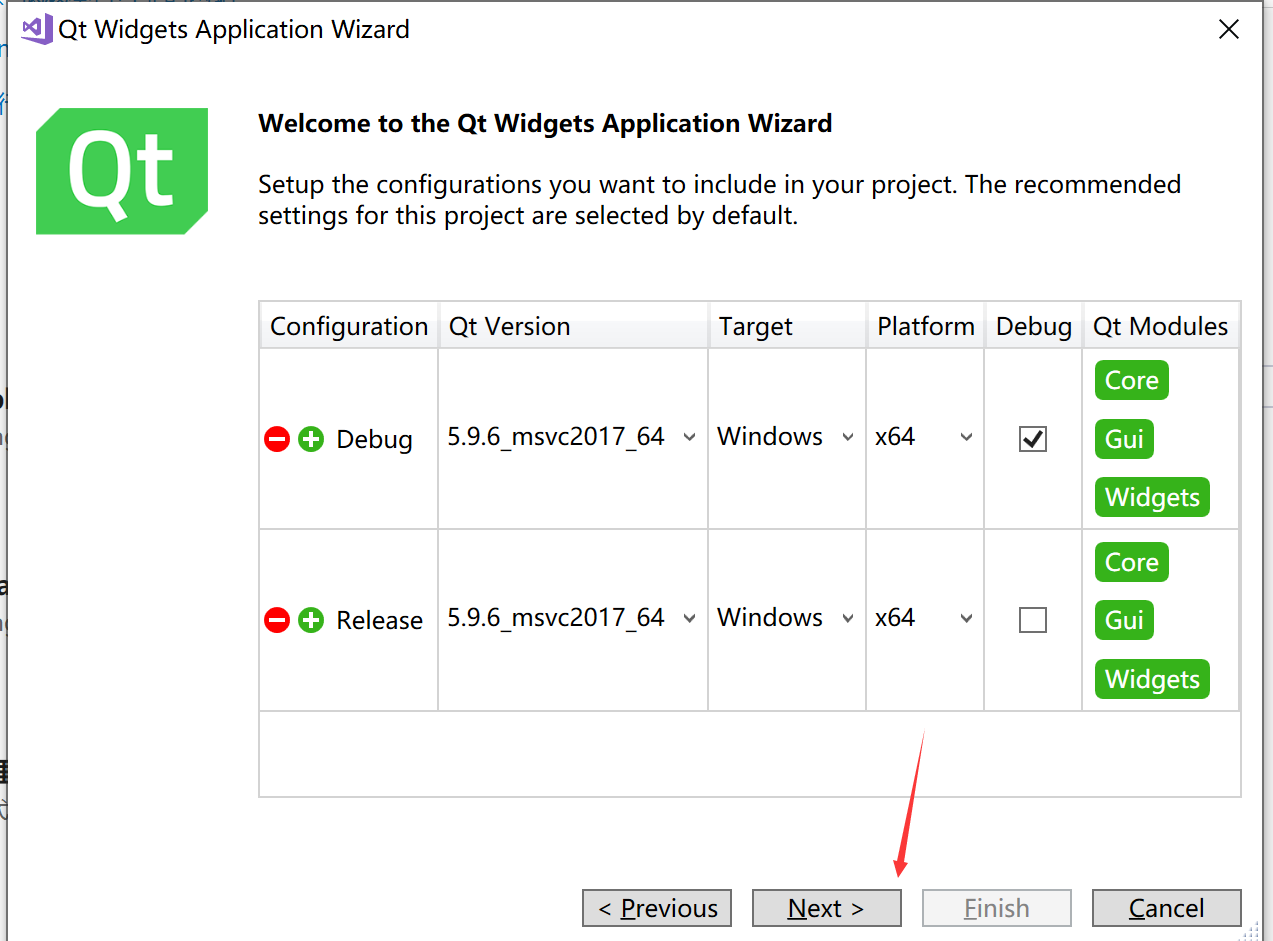 Qt Widgets Application Wizard
Qt
Welcome to the Qt Widgets Application Wizard
Setup the configurations you want to include in your project. The recommended
settings for this project are selected by default.
Configuration Qt Version Target Platform Debug Qt Modules
Debug 5.9.6_msvc2017_64 Windows x64
Core
Gui
Widgets
Release 5.9.6_msvc2017_64 Windows x64
Core
Gui
Widgets
< Previous Next > Finish Cancel